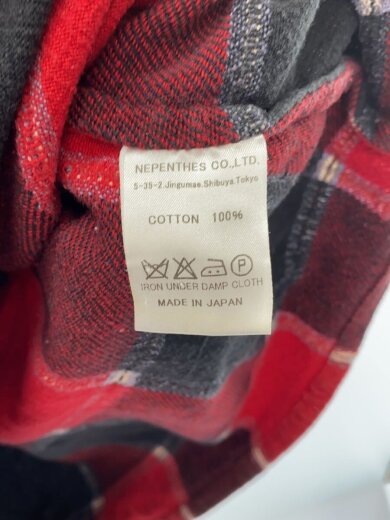 NEPENTHES CO.,LTD.
5-35-2.Jingumae.Shibuya.Tokyo
COTTON 100%
P
IRON UNDER DAMP CLOTH
MADE IN JAPAN